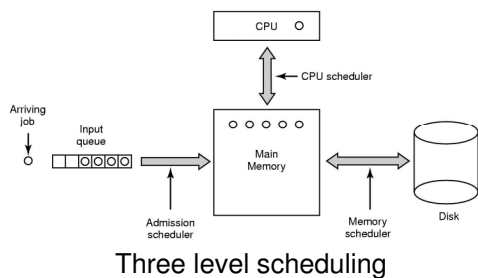 CPU
CPU scheduler
Arriving
job
Input
queue
Main
Memory
Admission
scheduler
Memory
scheduler
Disk
Three level scheduling